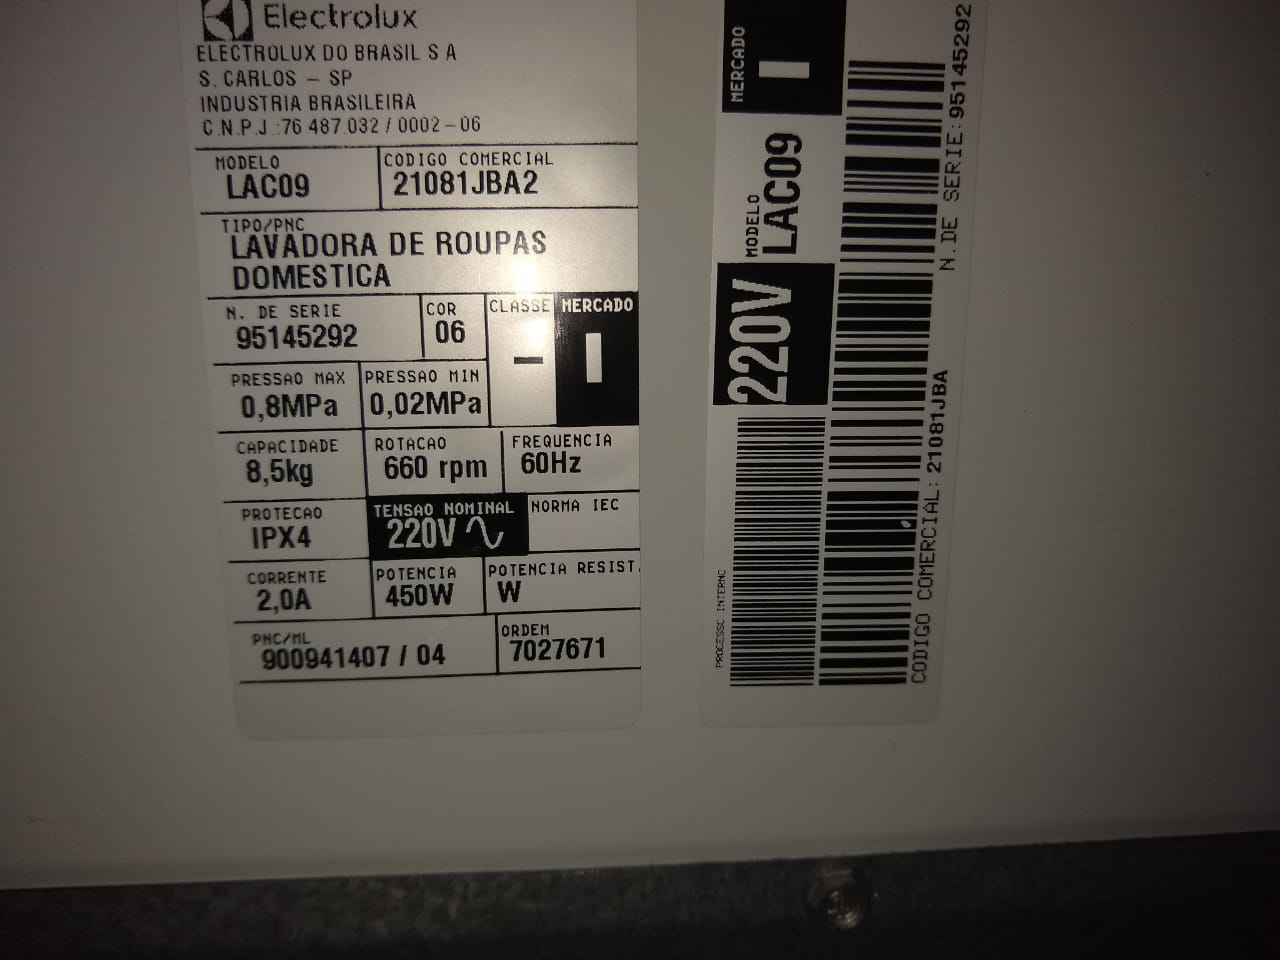 Electrolux
ELECTROLUX DO BRASIL S A
S. CARLOS – SP
INDUSTRIA BRASILEIRA
C.N.P.J.:76 487.032 / 0002-06
MODELO
LAC09
CODIGO COMERCIAL
21081JBA2
TIPO/PNC
LAVADORA DE ROUPAS
DOMESTICA
N. DE SERIE
95145292
COR
06
CLASSE
-
MERCADO
I
PRESSAO MAX
0,8MPa
PRESSAO MIN
0,02MPa
CAPACIDADE
8,5kg
ROTACAO
660 rpm
FREQUENCIA
60Hz
PROTECAO
IPX4
TENSAO NOMINAL
220V ∿
NORMA IEC
CORRENTE
2,0A
POTENCIA
450W
POTENCIA RESIST.
W
PNC/ML
900941407 / 04
ORDEM
7027671
MERCADO
I
MODELO
LAC09
220V
PROCESSO INTERNO
N.DE SERIE:95145292
CODIGO COMERCIAL:21081JBA